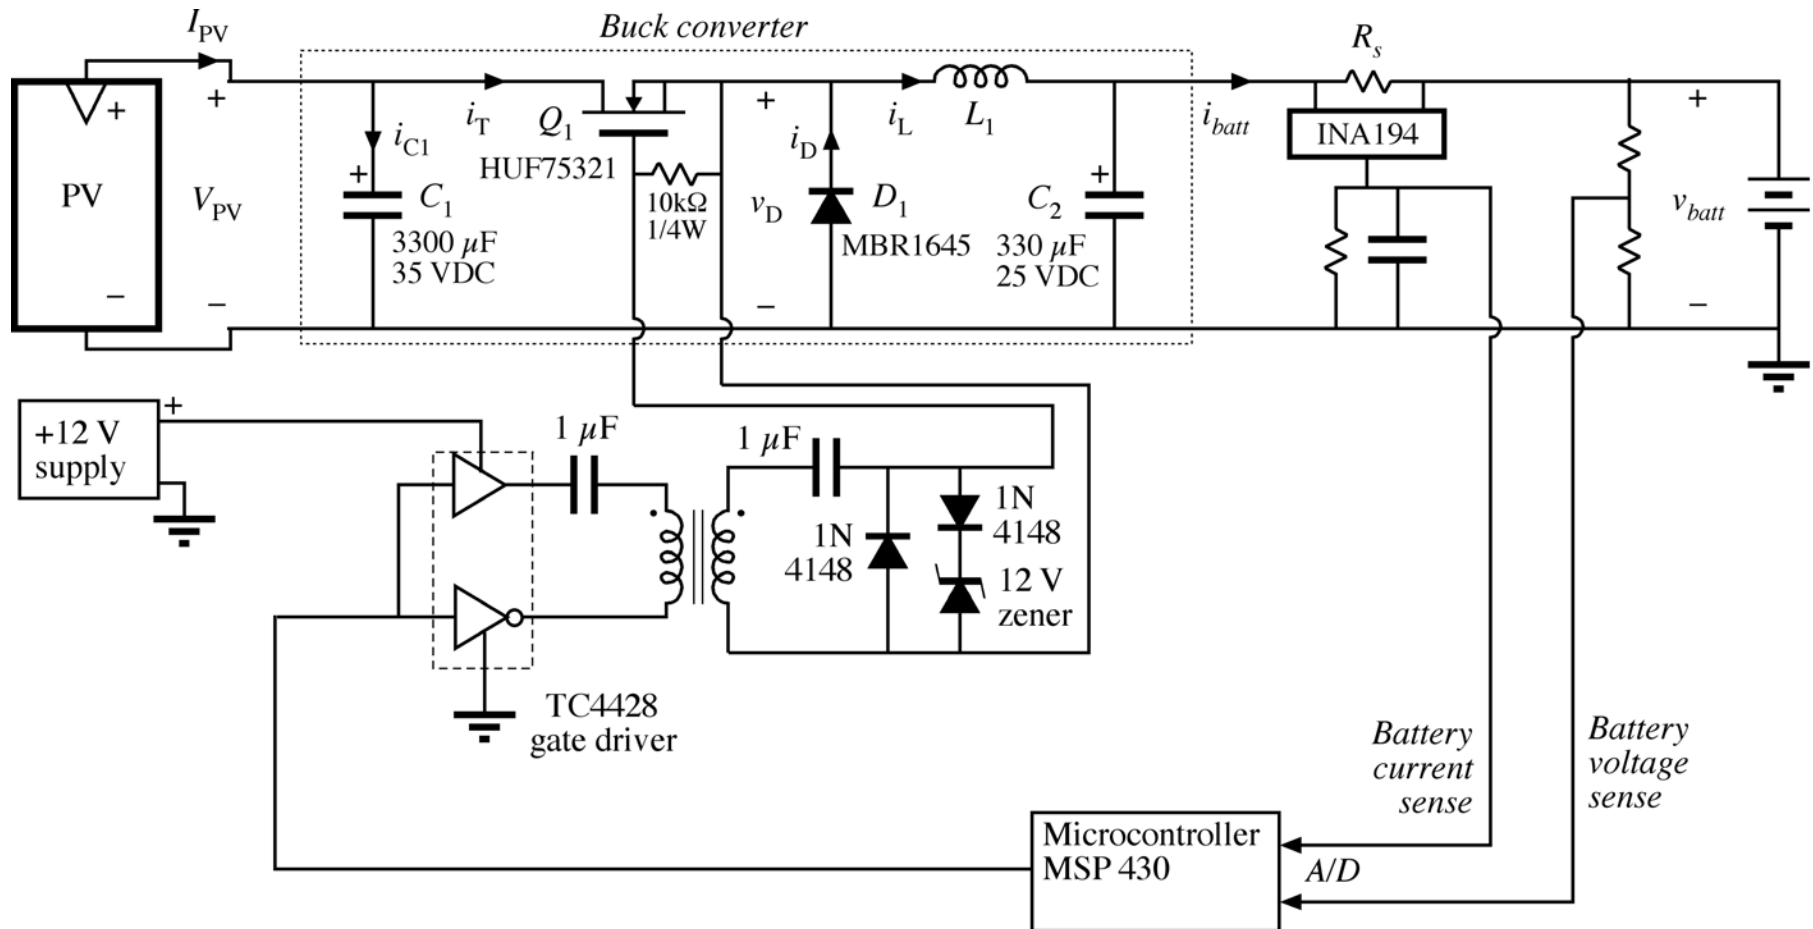 Buck converter
I_PV
R_s
+
+
i_T
Q_1
+
i_L
L_1
i_batt
INA194
+
i_C1
HUF75321
i_D
PV
V_PV
+
C_1
10kΩ
1/4W
v_D
D_1
+
C_2
v_batt
3300 µF
35 VDC
MBR1645
330 µF
25 VDC
−
−
−
−
+12 V
supply
+
1 µF
1 µF
1N
4148
1N
4148
12 V
zener
TC4428
gate driver
Battery
current
sense
Battery
voltage
sense
Microcontroller
MSP 430
A/D